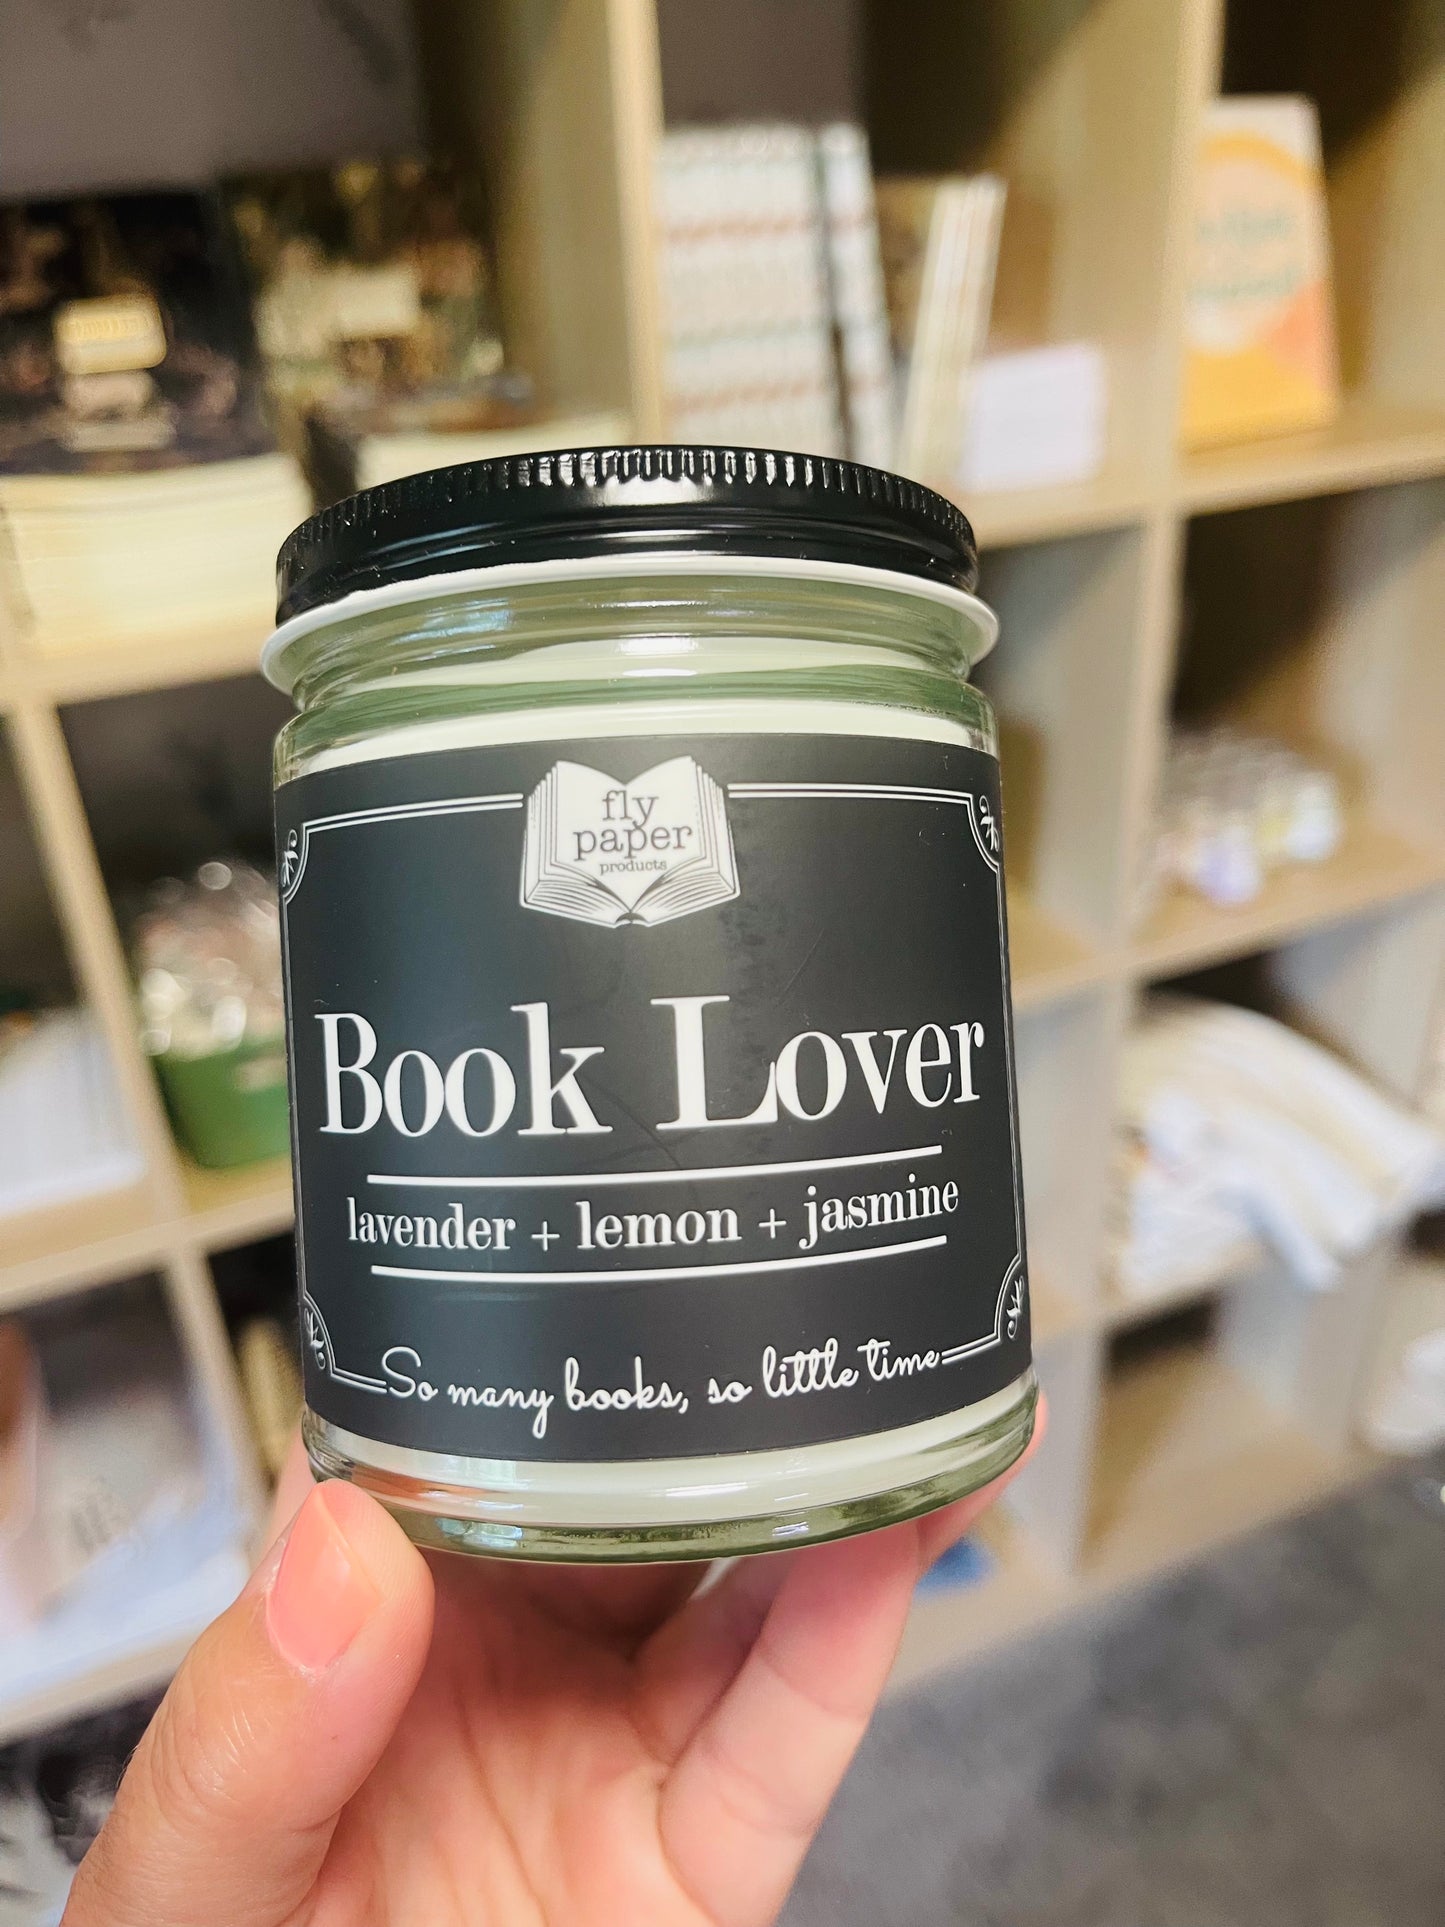 fly
paper
products
Book Lover
lavender + lemon + jasmine
So many books, so little time